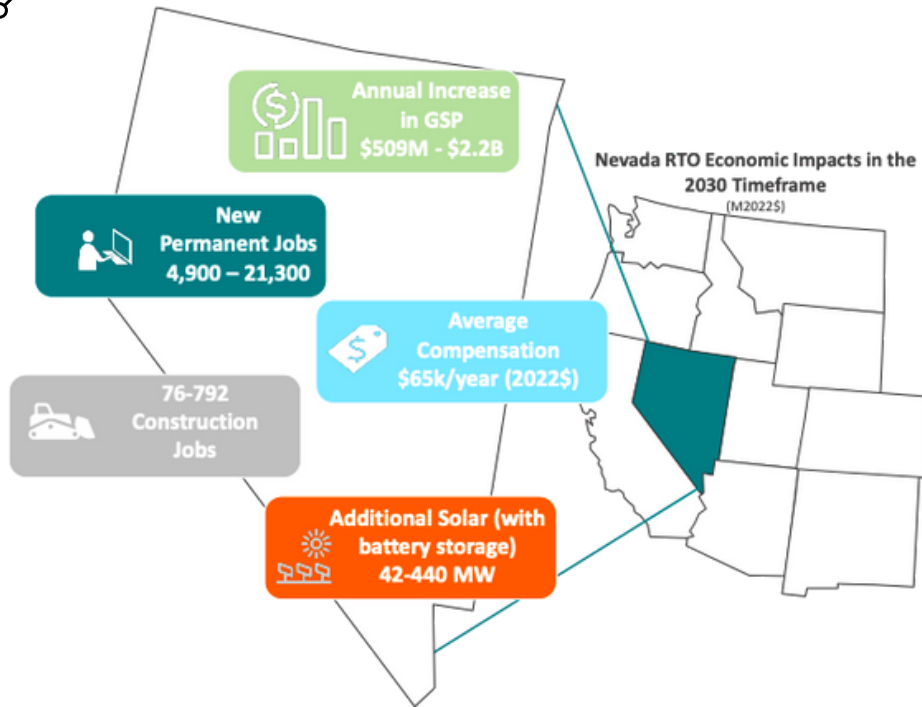 Annual Increase
in GSP
$509M - $2.2B
Nevada RTO Economic Impacts in the
2030 Timeframe
(M2022$)
New
Permanent Jobs
4,900 – 21,300
Average
Compensation
$65k/year (2022$)
76-792
Construction
Jobs
Additional Solar (with
battery storage)
42-440 MW